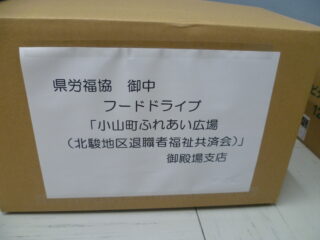 県労福協　御中
フードドライブ
「小山町ふれあい広場
（北駿地区退職者福祉共済会）」
御殿場支店